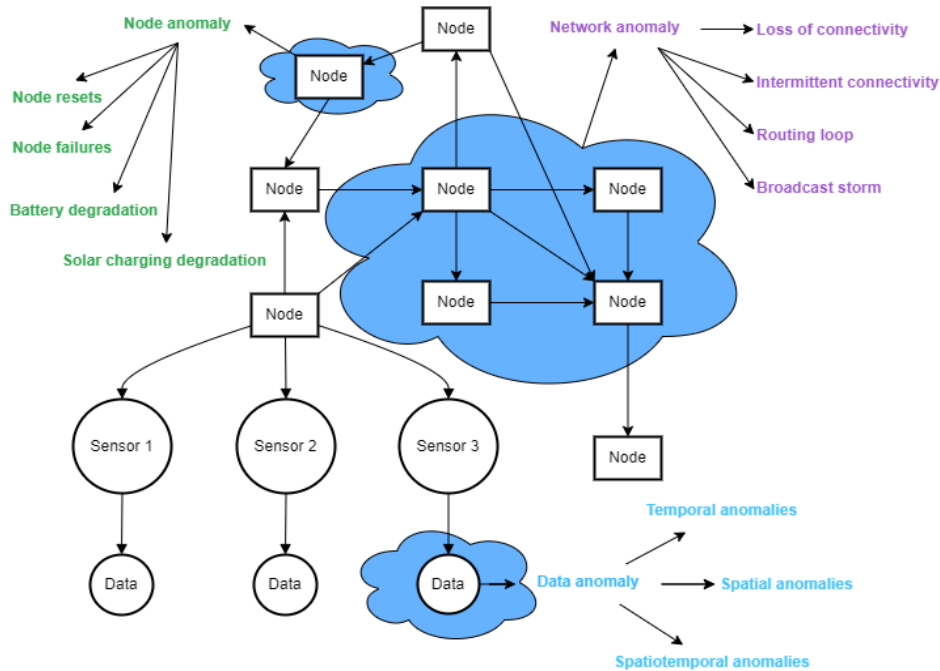 Node anomaly
Node
Network anomaly
Loss of connectivity
Node
Intermittent connectivity
Node resets
Routing loop
Node failures
Broadcast storm
Node
Node
Node
Battery degradation
Solar charging degradation
Node
Node
Node
Sensor 1
Sensor 2
Sensor 3
Node
Temporal anomalies
Data
Data
Data
Data anomaly
Spatial anomalies
Spatiotemporal anomalies